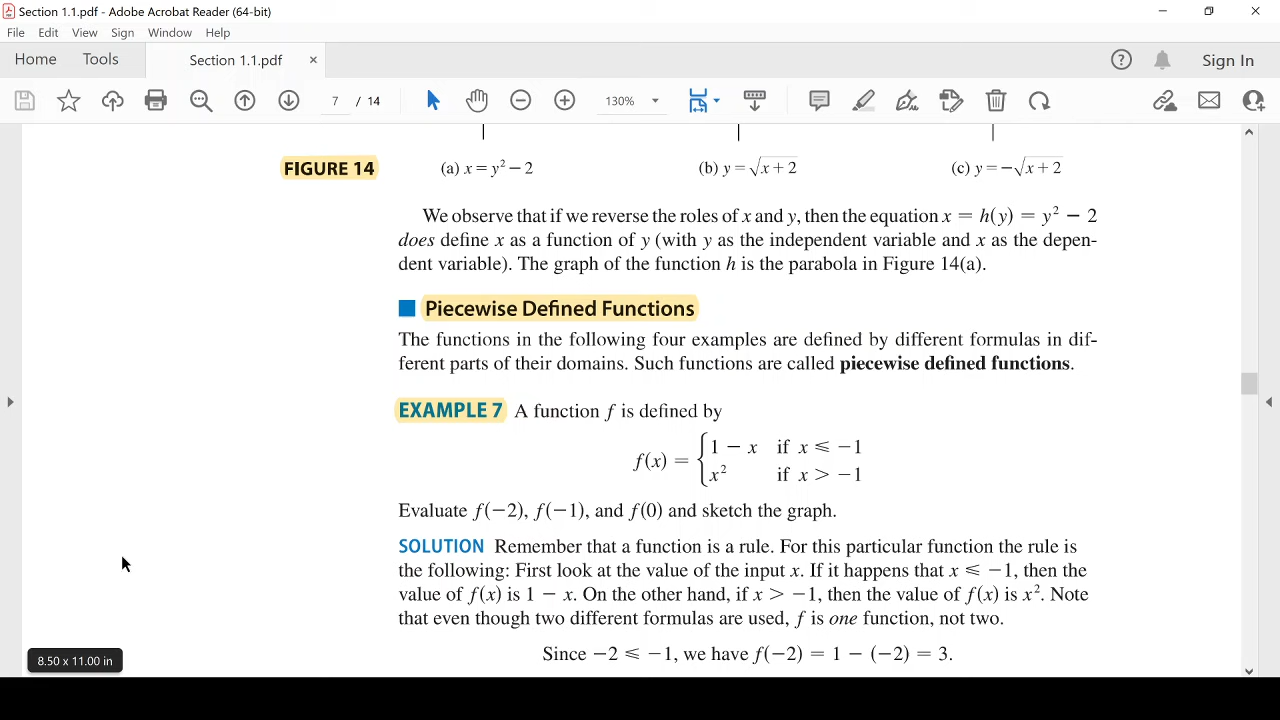 Section 1.1.pdf - Adobe Acrobat Reader (64-bit)
File Edit View Sign Window Help
Home Tools Section 1.1.pdf × Sign In
7 / 14 130%
FIGURE 14 (a) x = y² − 2 (b) y = √x + 2 (c) y = −√x + 2
We observe that if we reverse the roles of x and y, then the equation x = h(y) = y² − 2
does define x as a function of y (with y as the independent variable and x as the depen-
dent variable). The graph of the function h is the parabola in Figure 14(a).
Piecewise Defined Functions
The functions in the following four examples are defined by different formulas in dif-
ferent parts of their domains. Such functions are called piecewise defined functions.
EXAMPLE 7 A function f is defined by
f(x) = { 1 − x if x ⩽ −1
x² if x > −1
Evaluate f(−2), f(−1), and f(0) and sketch the graph.
SOLUTION Remember that a function is a rule. For this particular function the rule is
the following: First look at the value of the input x. If it happens that x ⩽ −1, then the
value of f(x) is 1 − x. On the other hand, if x > −1, then the value of f(x) is x². Note
that even though two different formulas are used, f is one function, not two.
Since −2 ⩽ −1, we have f(−2) = 1 − (−2) = 3.
8.50 x 11.00 in